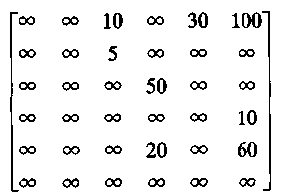 ∞ ∞ 10 ∞ 30 100
∞ ∞ 5 ∞ ∞ ∞
∞ ∞ ∞ 50 ∞ ∞
∞ ∞ ∞ ∞ ∞ 10
∞ ∞ ∞ 20 ∞ 60
∞ ∞ ∞ ∞ ∞ ∞